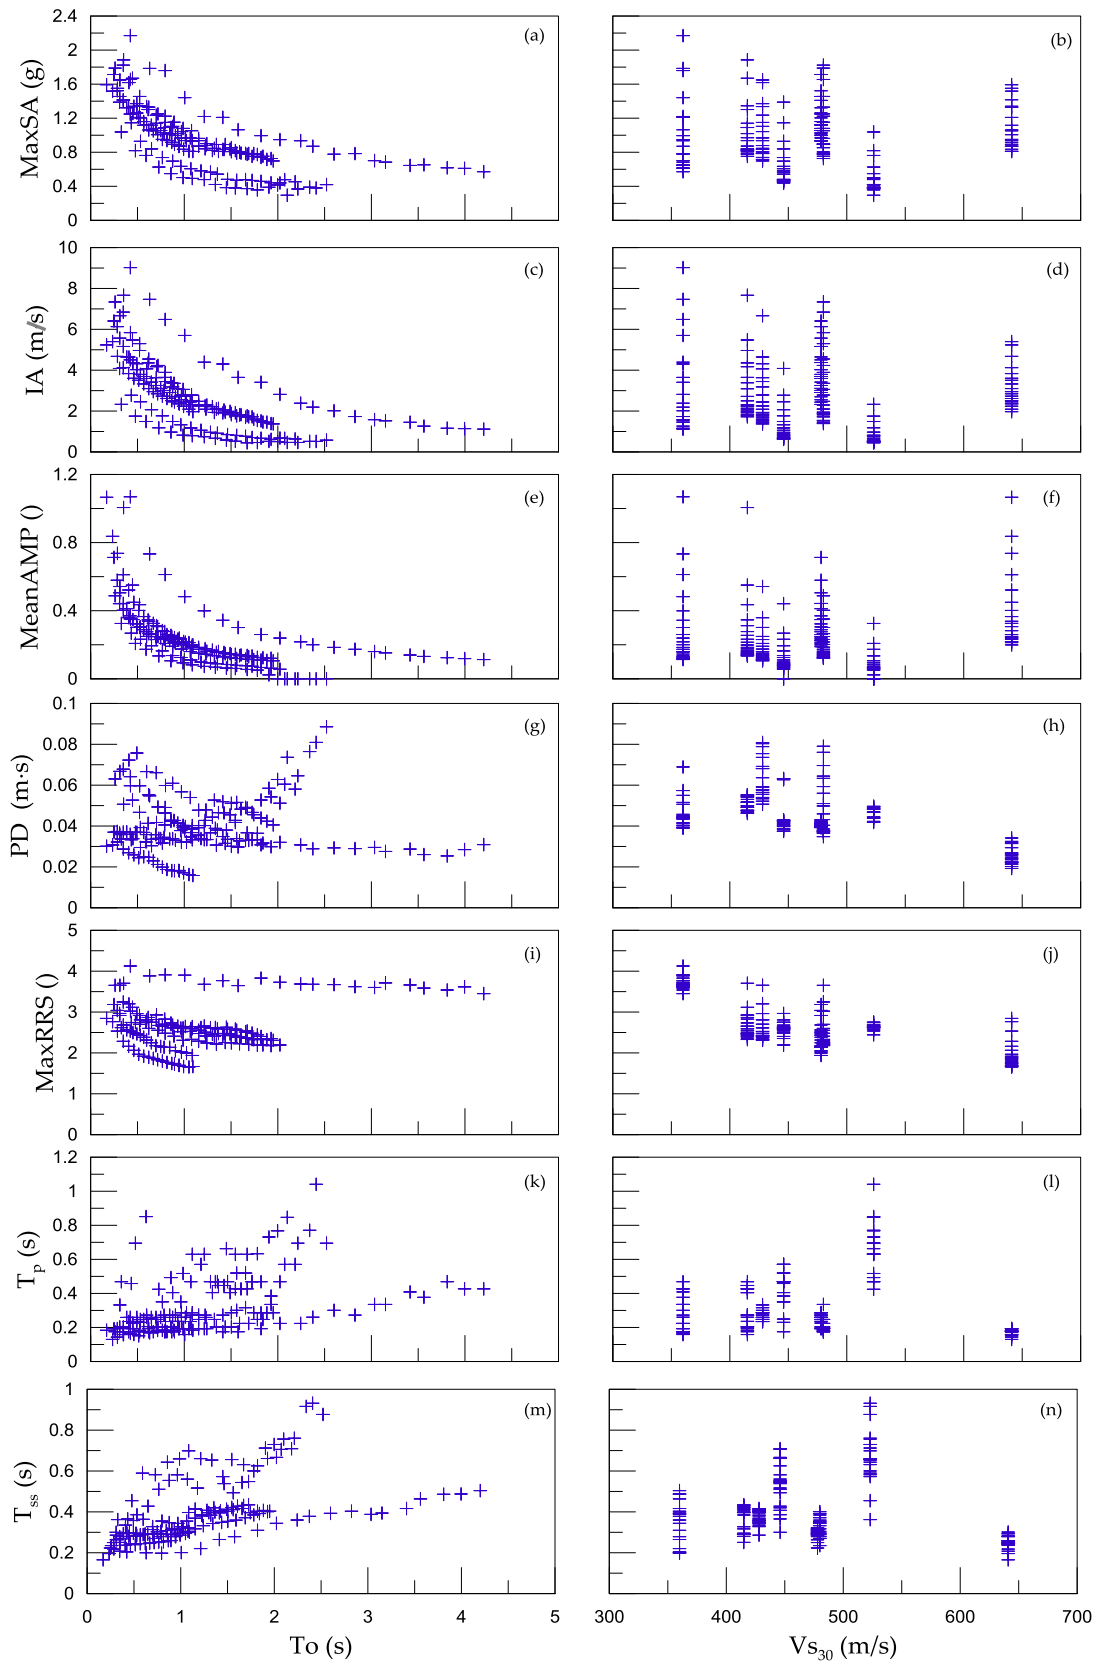 2.4
2
1.6
1.2
0.8
0.4
0
MaxSA (g)
(a)
(b)
10
8
6
4
2
0
IA (m/s)
(c)
(d)
1.2
0.8
0.4
0
MeanAMP ()
(e)
(f)
0.1
0.08
0.06
0.04
0.02
0
PD (m·s)
(g)
(h)
5
4
3
2
1
0
MaxRRS ()
(i)
(j)
1.2
1
0.8
0.6
0.4
0.2
0
Tp (s)
(k)
(l)
1
0.8
0.6
0.4
0.2
0
Tss (s)
(m)
(n)
0 1 2 3 4 5
300 400 500 600 700
To (s)
Vs30 (m/s)